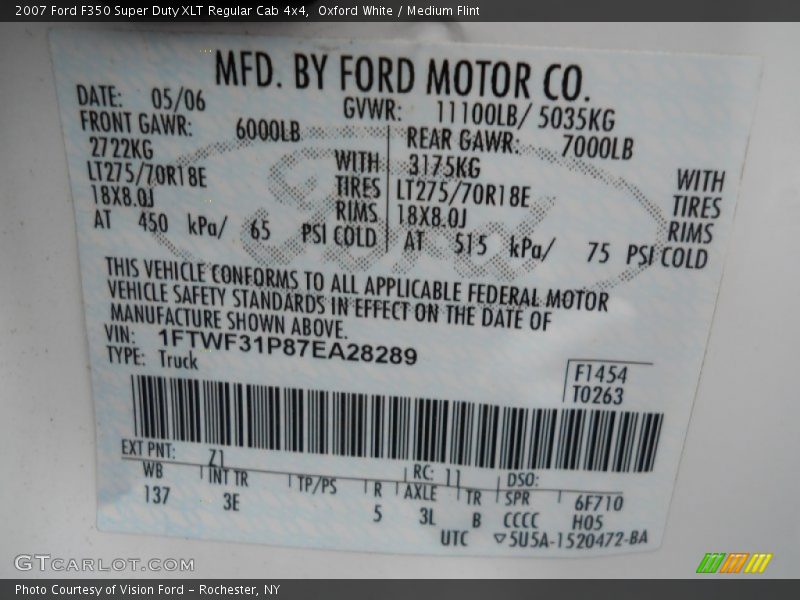 2007 Ford F350 Super Duty XLT Regular Cab 4x4, Oxford White / Medium Flint
MFD. BY FORD MOTOR CO.
DATE: 05/06 GVWR: 11100LB/ 5035KG
FRONT GAWR: 6000LB REAR GAWR: 7000LB
2722KG WITH 3175KG WITH
LT275/70R18E TIRES LT275/70R18E TIRES
18X8.0J RIMS 18X8.0J RIMS
AT 450 kPa/ 65 PSI COLD AT 515 kPa/ 75 PSI COLD
Ford
THIS VEHICLE CONFORMS TO ALL APPLICABLE FEDERAL MOTOR
VEHICLE SAFETY STANDARDS IN EFFECT ON THE DATE OF
MANUFACTURE SHOWN ABOVE.
VIN: 1FTWF31P87EA28289
TYPE: Truck
F1454
T0263
EXT PNT: Z1 RC: 11 DSO:
WB INT TR TP/PS R AXLE TR SPR 6F710
137 3E 5 3L B CCCC H05
UTC ▽5U5A-1520472-BA
GTCARLOT.COM
Photo Courtesy of Vision Ford - Rochester, NY